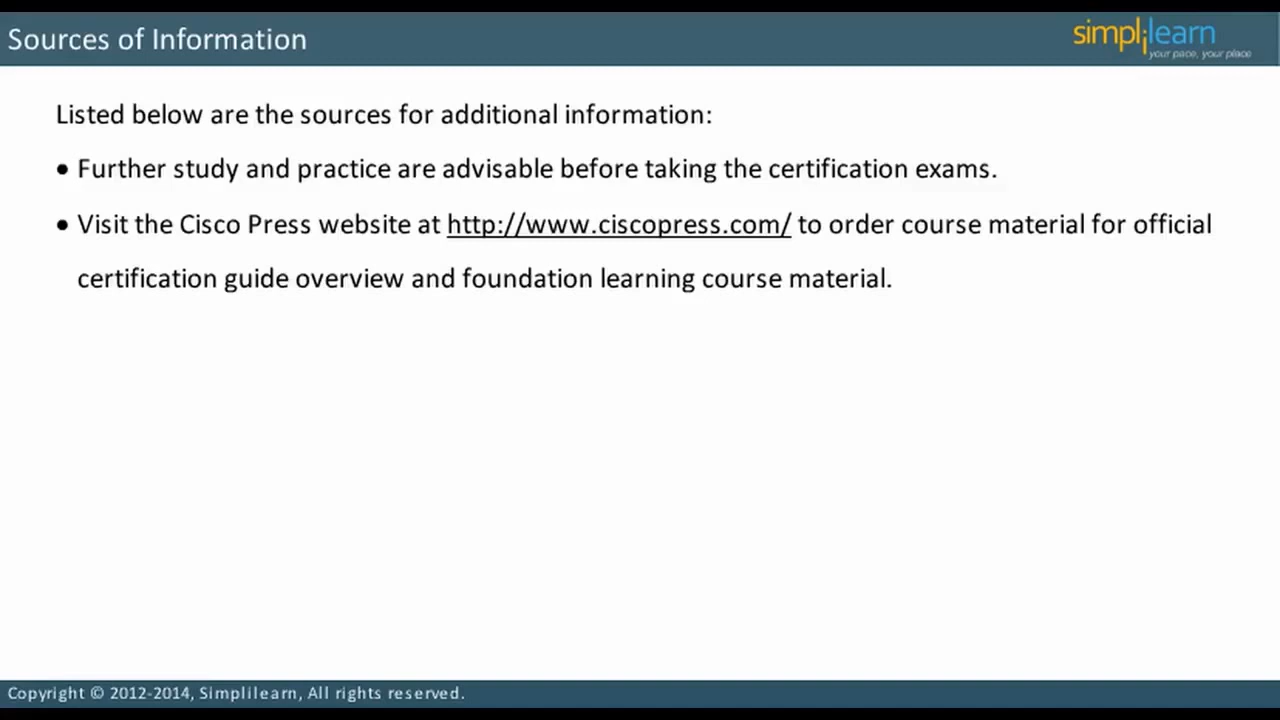 Sources of Information
simplilearn
your pace, your place
Listed below are the sources for additional information:
• Further study and practice are advisable before taking the certification exams.
• Visit the Cisco Press website at http://www.ciscopress.com/ to order course material for official
certification guide overview and foundation learning course material.
Copyright © 2012-2014, Simplilearn, All rights reserved.